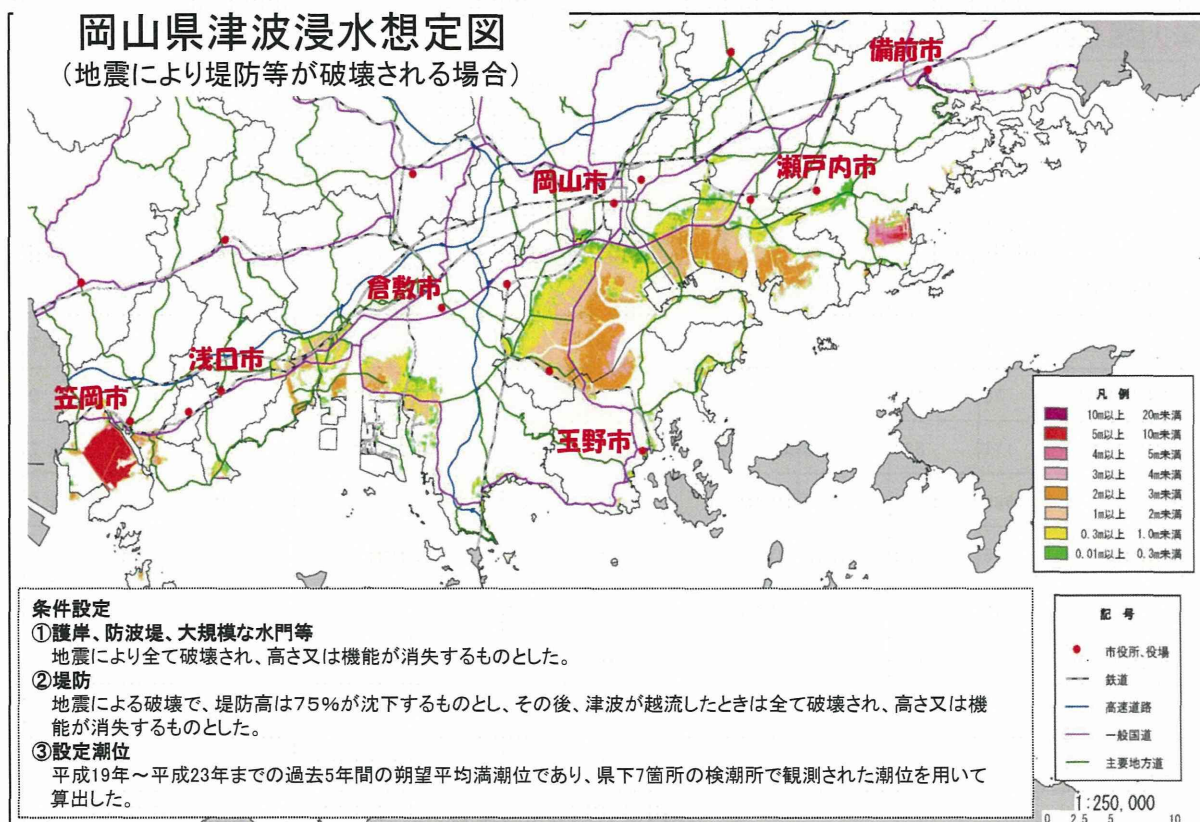 岡山県津波浸水想定図
（地震により堤防等が破壊される場合）
備前市
瀬戸内市
岡山市
倉敷市
浅口市
笠岡市
玉野市
凡 例
10m以上 20m未満
5m以上 10m未満
4m以上 5m未満
3m以上 4m未満
2m以上 3m未満
1m以上 2m未満
0.3m以上 1.0m未満
0.01m以上 0.3m未満
条件設定
①護岸、防波堤、大規模な水門等
地震により全て破壊され、高さ又は機能が消失するものとした。
②堤防
地震による破壊で、堤防高は75％が沈下するものとし、その後、津波が越流したときは全て破壊され、高さ又は機
能が消失するものとした。
③設定潮位
平成19年～平成23年までの過去5年間の朔望平均満潮位であり、県下7箇所の検潮所で観測された潮位を用いて
算出した。
記 号
市役所、役場
鉄道
高速道路
一般国道
主要地方道
1:250,000
0 2.5 5 10